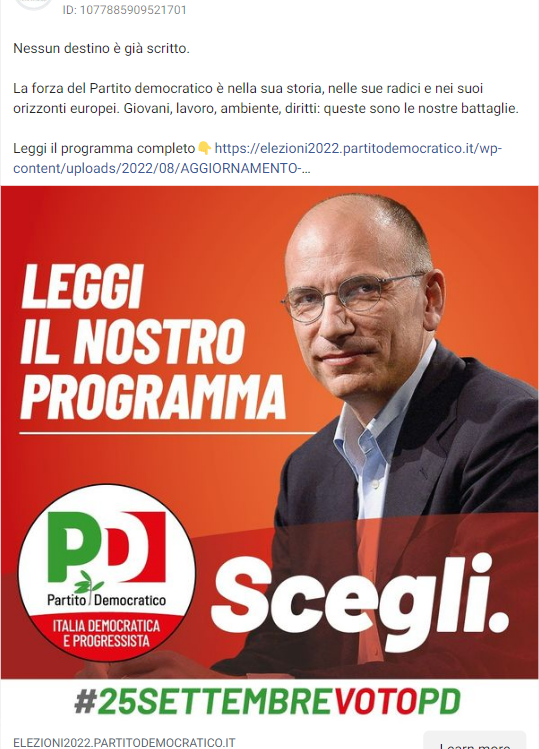 ID: 1077885909521701
Nessun destino è già scritto.
La forza del Partito democratico è nella sua storia, nelle sue radici e nei suoi
orizzonti europei. Giovani, lavoro, ambiente, diritti: queste sono le nostre battaglie.
Leggi il programma completo👇https://elezioni2022.partitodemocratico.it/wp-
content/uploads/2022/08/AGGIORNAMENTO-...
LEGGI
IL NOSTRO
PROGRAMMA
PD
Partito Democratico
ITALIA DEMOCRATICA
E PROGRESSISTA
Scegli.
#25SETTEMBREVOTOPD
ELEZIONI2022.PARTITODEMOCRATICO.IT
Learn more